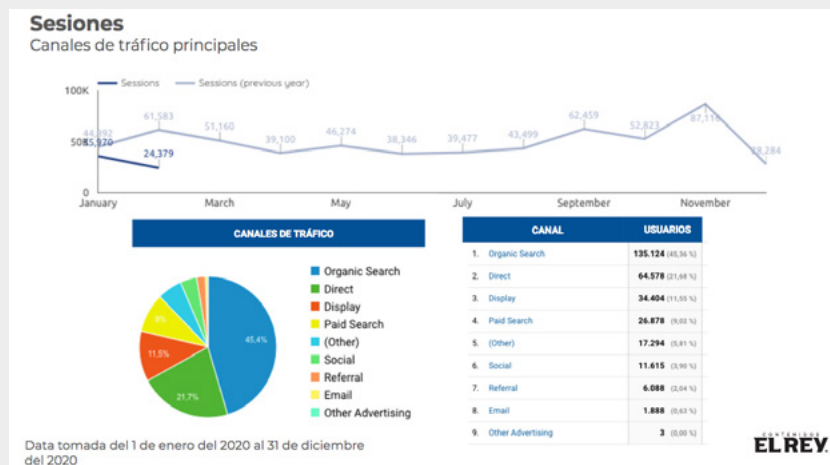 Sesiones
Canales de tráfico principales
Sessions
Sessions (previous year)
100K
50K
0
61,583
51,160
39,100
46,274
38,346
39,477
43,499
62,459
52,823
87,116
24,379
January
March
May
July
September
November
CANALES DE TRÁFICO
45,4%
21,7%
11,5%
9%
Organic Search
Direct
Display
Paid Search
(Other)
Social
Referral
Email
Other Advertising
CANAL USUARIOS
1. Organic Search 135.124 (45,36 %)
2. Direct 64.578 (21,68 %)
3. Display 34.404 (11,55 %)
4. Paid Search 26.878 (9,02 %)
5. (Other) 17.294 (5,81 %)
6. Social 11.615 (3,90 %)
7. Referral 6.088 (2,04 %)
8. Email 1.888 (0,63 %)
9. Other Advertising 3 (0,00 %)
Data tomada del 1 de enero del 2020 al 31 de diciembre
del 2020
CONTENIDOS
EL REY.